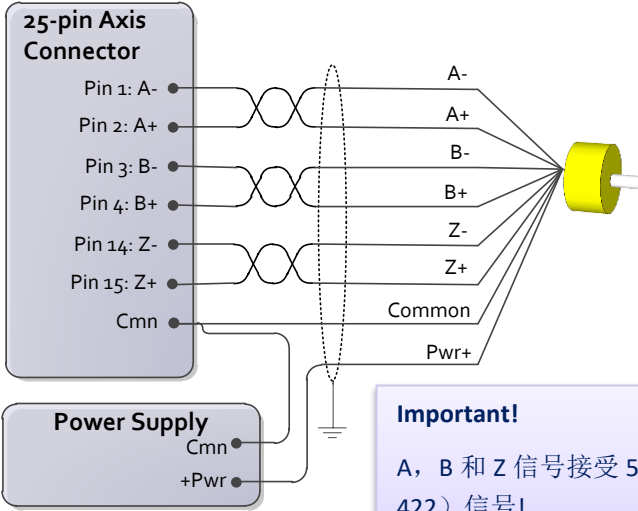 25-pin Axis
Connector
Pin 1: A-
Pin 2: A+
Pin 3: B-
Pin 4: B+
Pin 14: Z-
Pin 15: Z+
Cmn
A-
A+
B-
B+
Z-
Z+
Common
Pwr+
Power Supply
Cmn
+Pwr
Important!
A，B 和 Z 信号接受 5
422）信号!